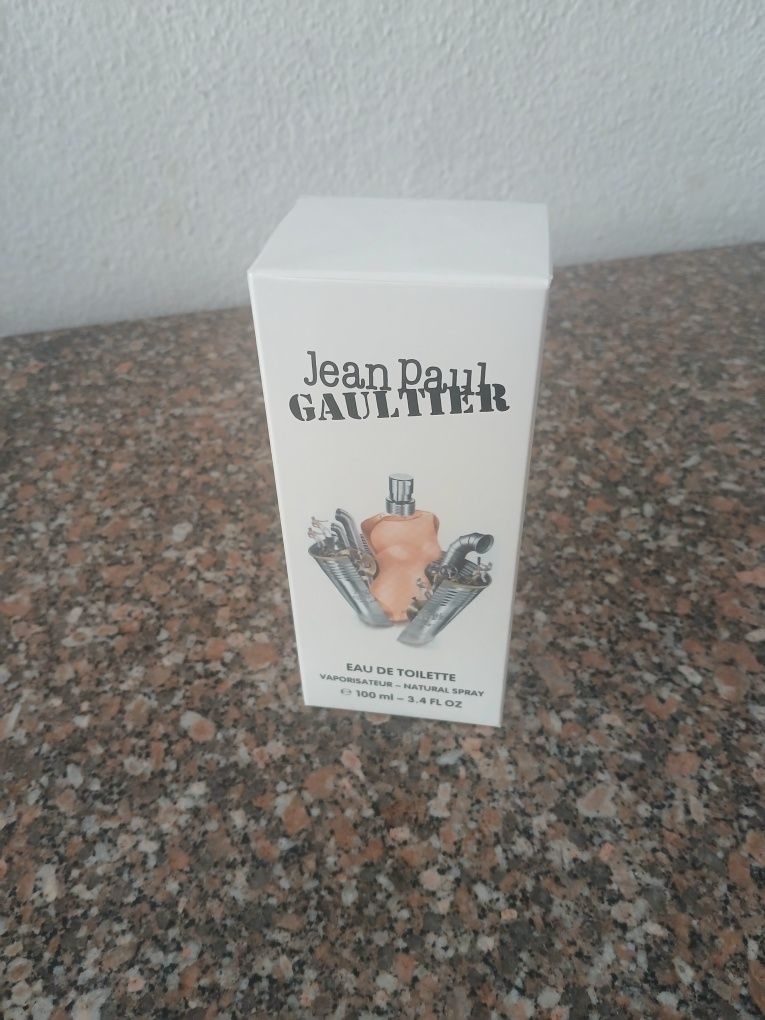 Jean Paul
GAULTIER
EAU DE TOILETTE
VAPORISATEUR – NATURAL SPRAY
℮ 100 ml – 3.4 FL OZ